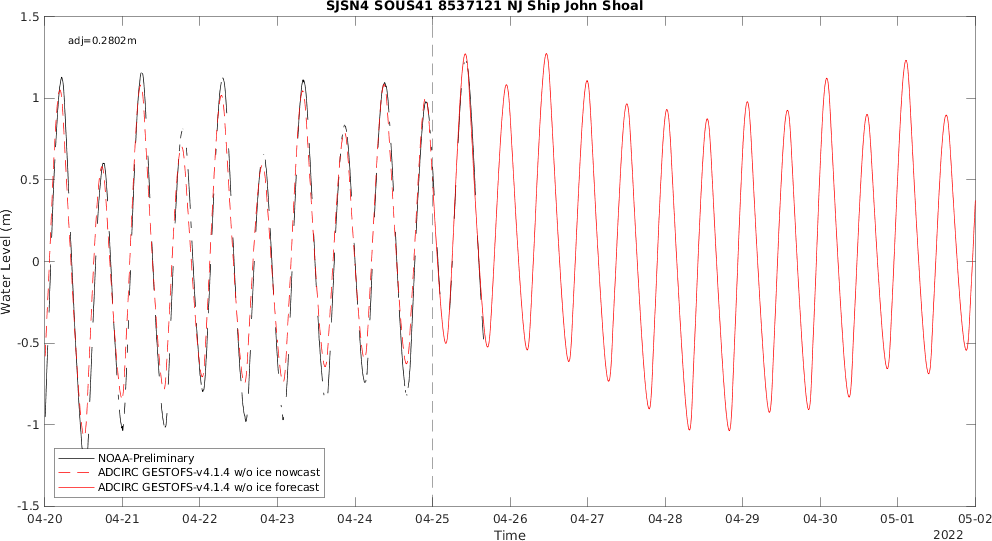 SJSN4 SOUS41 8537121 NJ Ship John Shoal
adj=0.2802m
1.5
1
0.5
0
-0.5
-1
-1.5
Water Level (m)
NOAA-Preliminary
ADCIRC GESTOFS-v4.1.4 w/o ice nowcast
ADCIRC GESTOFS-v4.1.4 w/o ice forecast
04-20 04-21 04-22 04-23 04-24 04-25 04-26 04-27 04-28 04-29 04-30 05-01 05-02
Time
2022